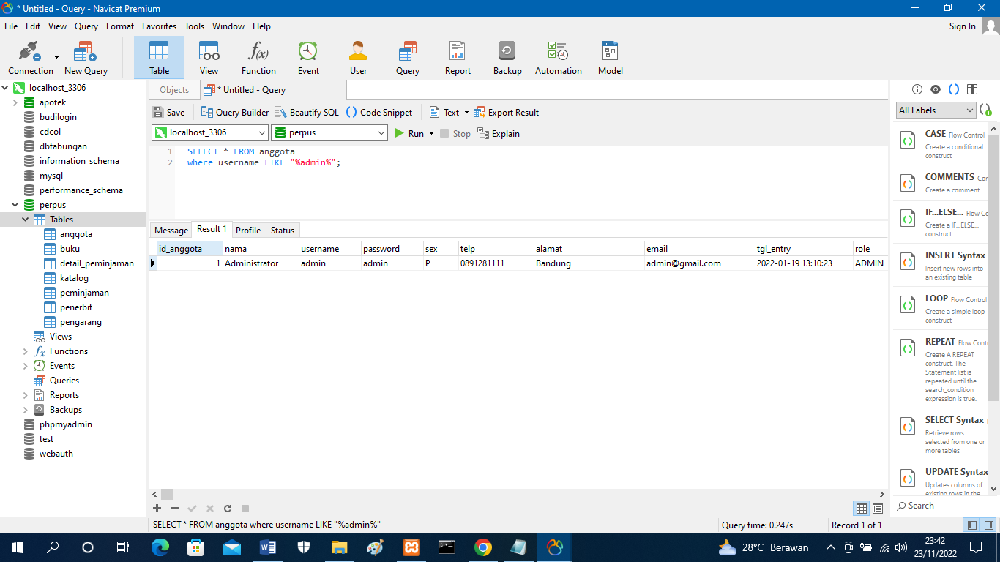 * Untitled - Query - Navicat Premium
File Edit View Query Format Favorites Tools Window Help
Sign In
Connection New Query Table View Function Event User Query Report Backup Automation Model
localhost_3306
apotek
budilogin
cdcol
dbtabungan
information_schema
mysql
performance_schema
perpus
Tables
anggota
buku
detail_peminjaman
katalog
peminjaman
penerbit
pengarang
Views
Functions
Events
Queries
Reports
Backups
phpmyadmin
test
webauth
Objects * Untitled - Query
Save Query Builder Beautify SQL Code Snippet Text Export Result
localhost_3306 perpus Run Stop Explain
1 SELECT * FROM anggota
2 where username LIKE "%admin%";
Message Result 1 Profile Status
id_anggota nama username password sex telp alamat email tgl_entry role
1 Administrator admin admin P 0891281111 Bandung admin@gmail.com 2022-01-19 13:10:23 ADMIN
All Labels
CASE Flow Control
Create a conditional
construct
COMMENTS Cor
Create a comment
IF...ELSE... Flow Cc
Create a IF...ELSE...
construct
INSERT Syntax
Insert new rows into
an existing table
LOOP Flow Control
Create a simple loop
construct
REPEAT Flow Cont
Create A REPEAT
construct. The
Statement list is
repeated until the
search_condition
expression is true.
SELECT Syntax
Retrieve rows
selected from one or
more tables
UPDATE Syntax
Updates columns of
existing rows in the
Search
SELECT * FROM anggota where username LIKE "%admin%"
Query time: 0.247s
Record 1 of 1
28°C Berawan
23:42
23/11/2022